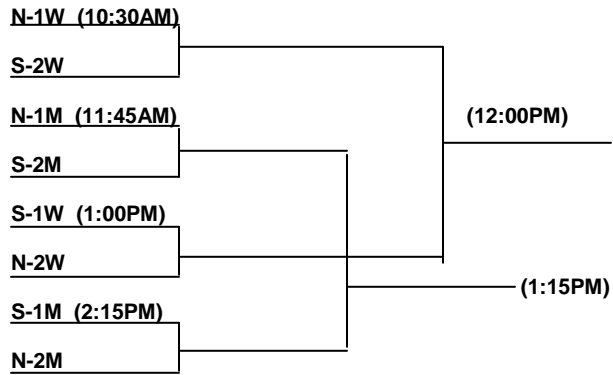 N-1W (10:30AM)
S-2W
N-1M (11:45AM)
(12:00PM)
S-2M
S-1W (1:00PM)
N-2W
(1:15PM)
S-1M (2:15PM)
N-2M